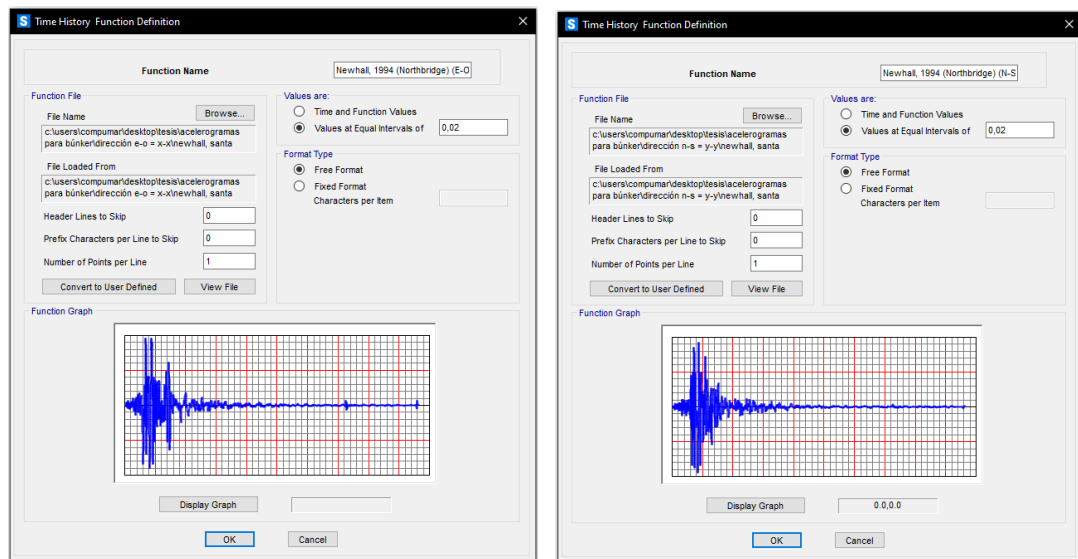 Time History Function Definition
Function Name
Newhall, 1994 (Northbridge) (E-O
Function File
File Name
Browse...
c:\users\compumar\desktop\tesis\acelerogramas
para búnker\dirección e-o = x-x\newhall, santa
File Loaded From
c:\users\compumar\desktop\tesis\acelerogramas
para búnker\dirección e-o = x-x\newhall, santa
Header Lines to Skip
0
Prefix Characters per Line to Skip
0
Number of Points per Line
1
Convert to User Defined
View File
Values are:
Time and Function Values
Values at Equal Intervals of
0,02
Format Type
Free Format
Fixed Format
Characters per Item
Function Graph
Display Graph
OK
Cancel
Time History Function Definition
Function Name
Newhall, 1994 (Northbridge) (N-S
Function File
File Name
Browse...
c:\users\compumar\desktop\tesis\acelerogramas
para búnker\dirección n-s = y-y\newhall, santa
File Loaded From
c:\users\compumar\desktop\tesis\acelerogramas
para búnker\dirección n-s = y-y\newhall, santa
Header Lines to Skip
0
Prefix Characters per Line to Skip
0
Number of Points per Line
1
Convert to User Defined
View File
Values are:
Time and Function Values
Values at Equal Intervals of
0,02
Format Type
Free Format
Fixed Format
Characters per Item
Function Graph
Display Graph
0.0,0.0
OK
Cancel